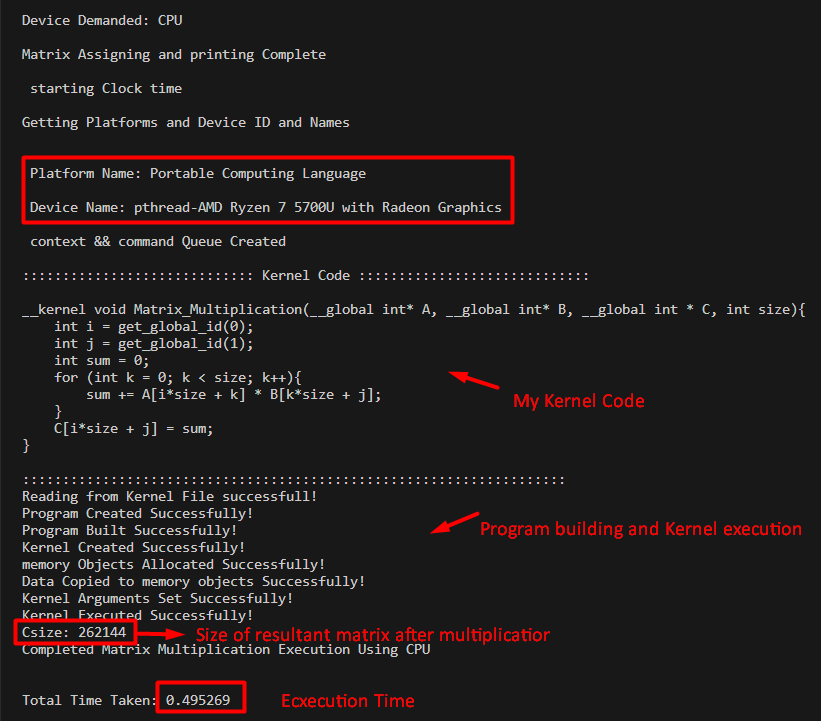 Device Demanded: CPU
Matrix Assigning and printing Complete
starting Clock time
Getting Platforms and Device ID and Names
Platform Name: Portable Computing Language
Device Name: pthread-AMD Ryzen 7 5700U with Radeon Graphics
context && command Queue Created
::::::::::::::::::::::::::::: Kernel Code :::::::::::::::::::::::::::::
__kernel void Matrix_Multiplication(__global int* A, __global int* B, __global int * C, int size){
    int i = get_global_id(0);
    int j = get_global_id(1);
    int sum = 0;
    for (int k = 0; k < size; k++){
        sum += A[i*size + k] * B[k*size + j];
    }
    C[i*size + j] = sum;
}
My Kernel Code
::::::::::::::::::::::::::::::::::::::::::::::::::::::::::::::::::::
Reading from Kernel File successfull!
Program Created Successfully!
Program Built Successfully!
Program building and Kernel execution
Kernel Created Successfully!
memory Objects Allocated Successfully!
Data Copied to memory objects Successfully!
Kernel Arguments Set Successfully!
Kernel Executed Successfully!
Csize: 262144
Size of resultant matrix after multiplicatior
Completed Matrix Multiplication Execution Using CPU
Total Time Taken: 0.495269
Ecxecution Time